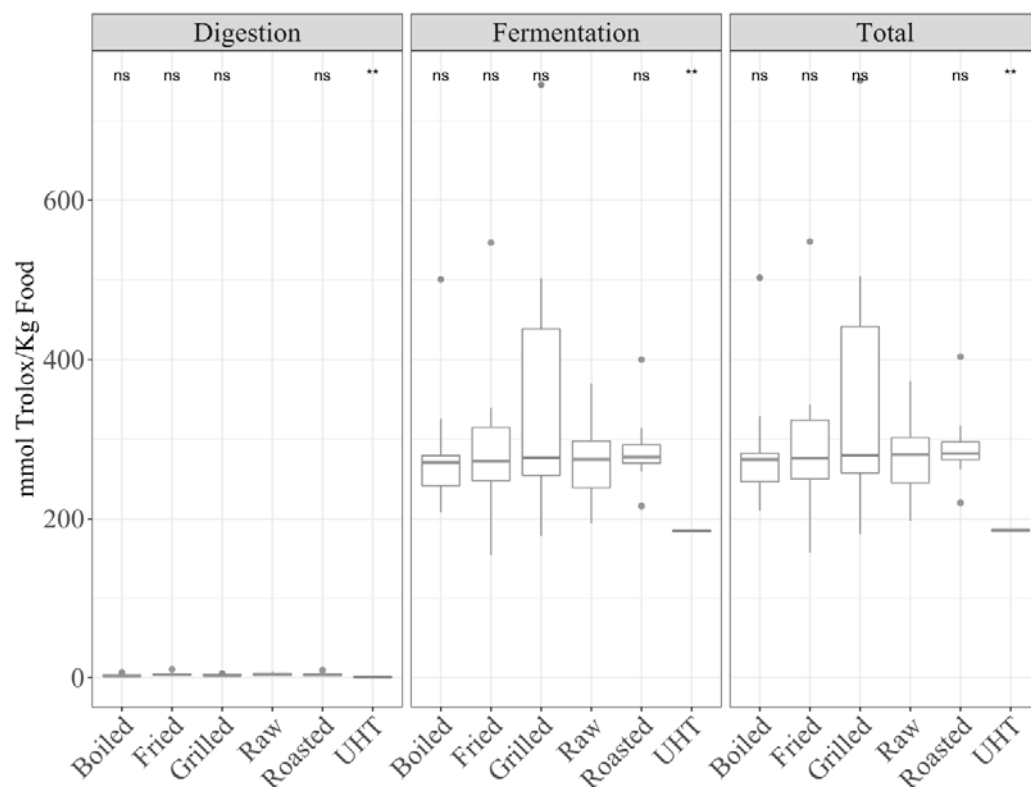 Digestion Fermentation Total
ns ns ns ns ** ns ns ns ns ** ns ns ns ns **
mmol Trolox/Kg Food
600
400
200
0
Boiled Fried Grilled Raw Roasted UHT Boiled Fried Grilled Raw Roasted UHT Boiled Fried Grilled Raw Roasted UHT